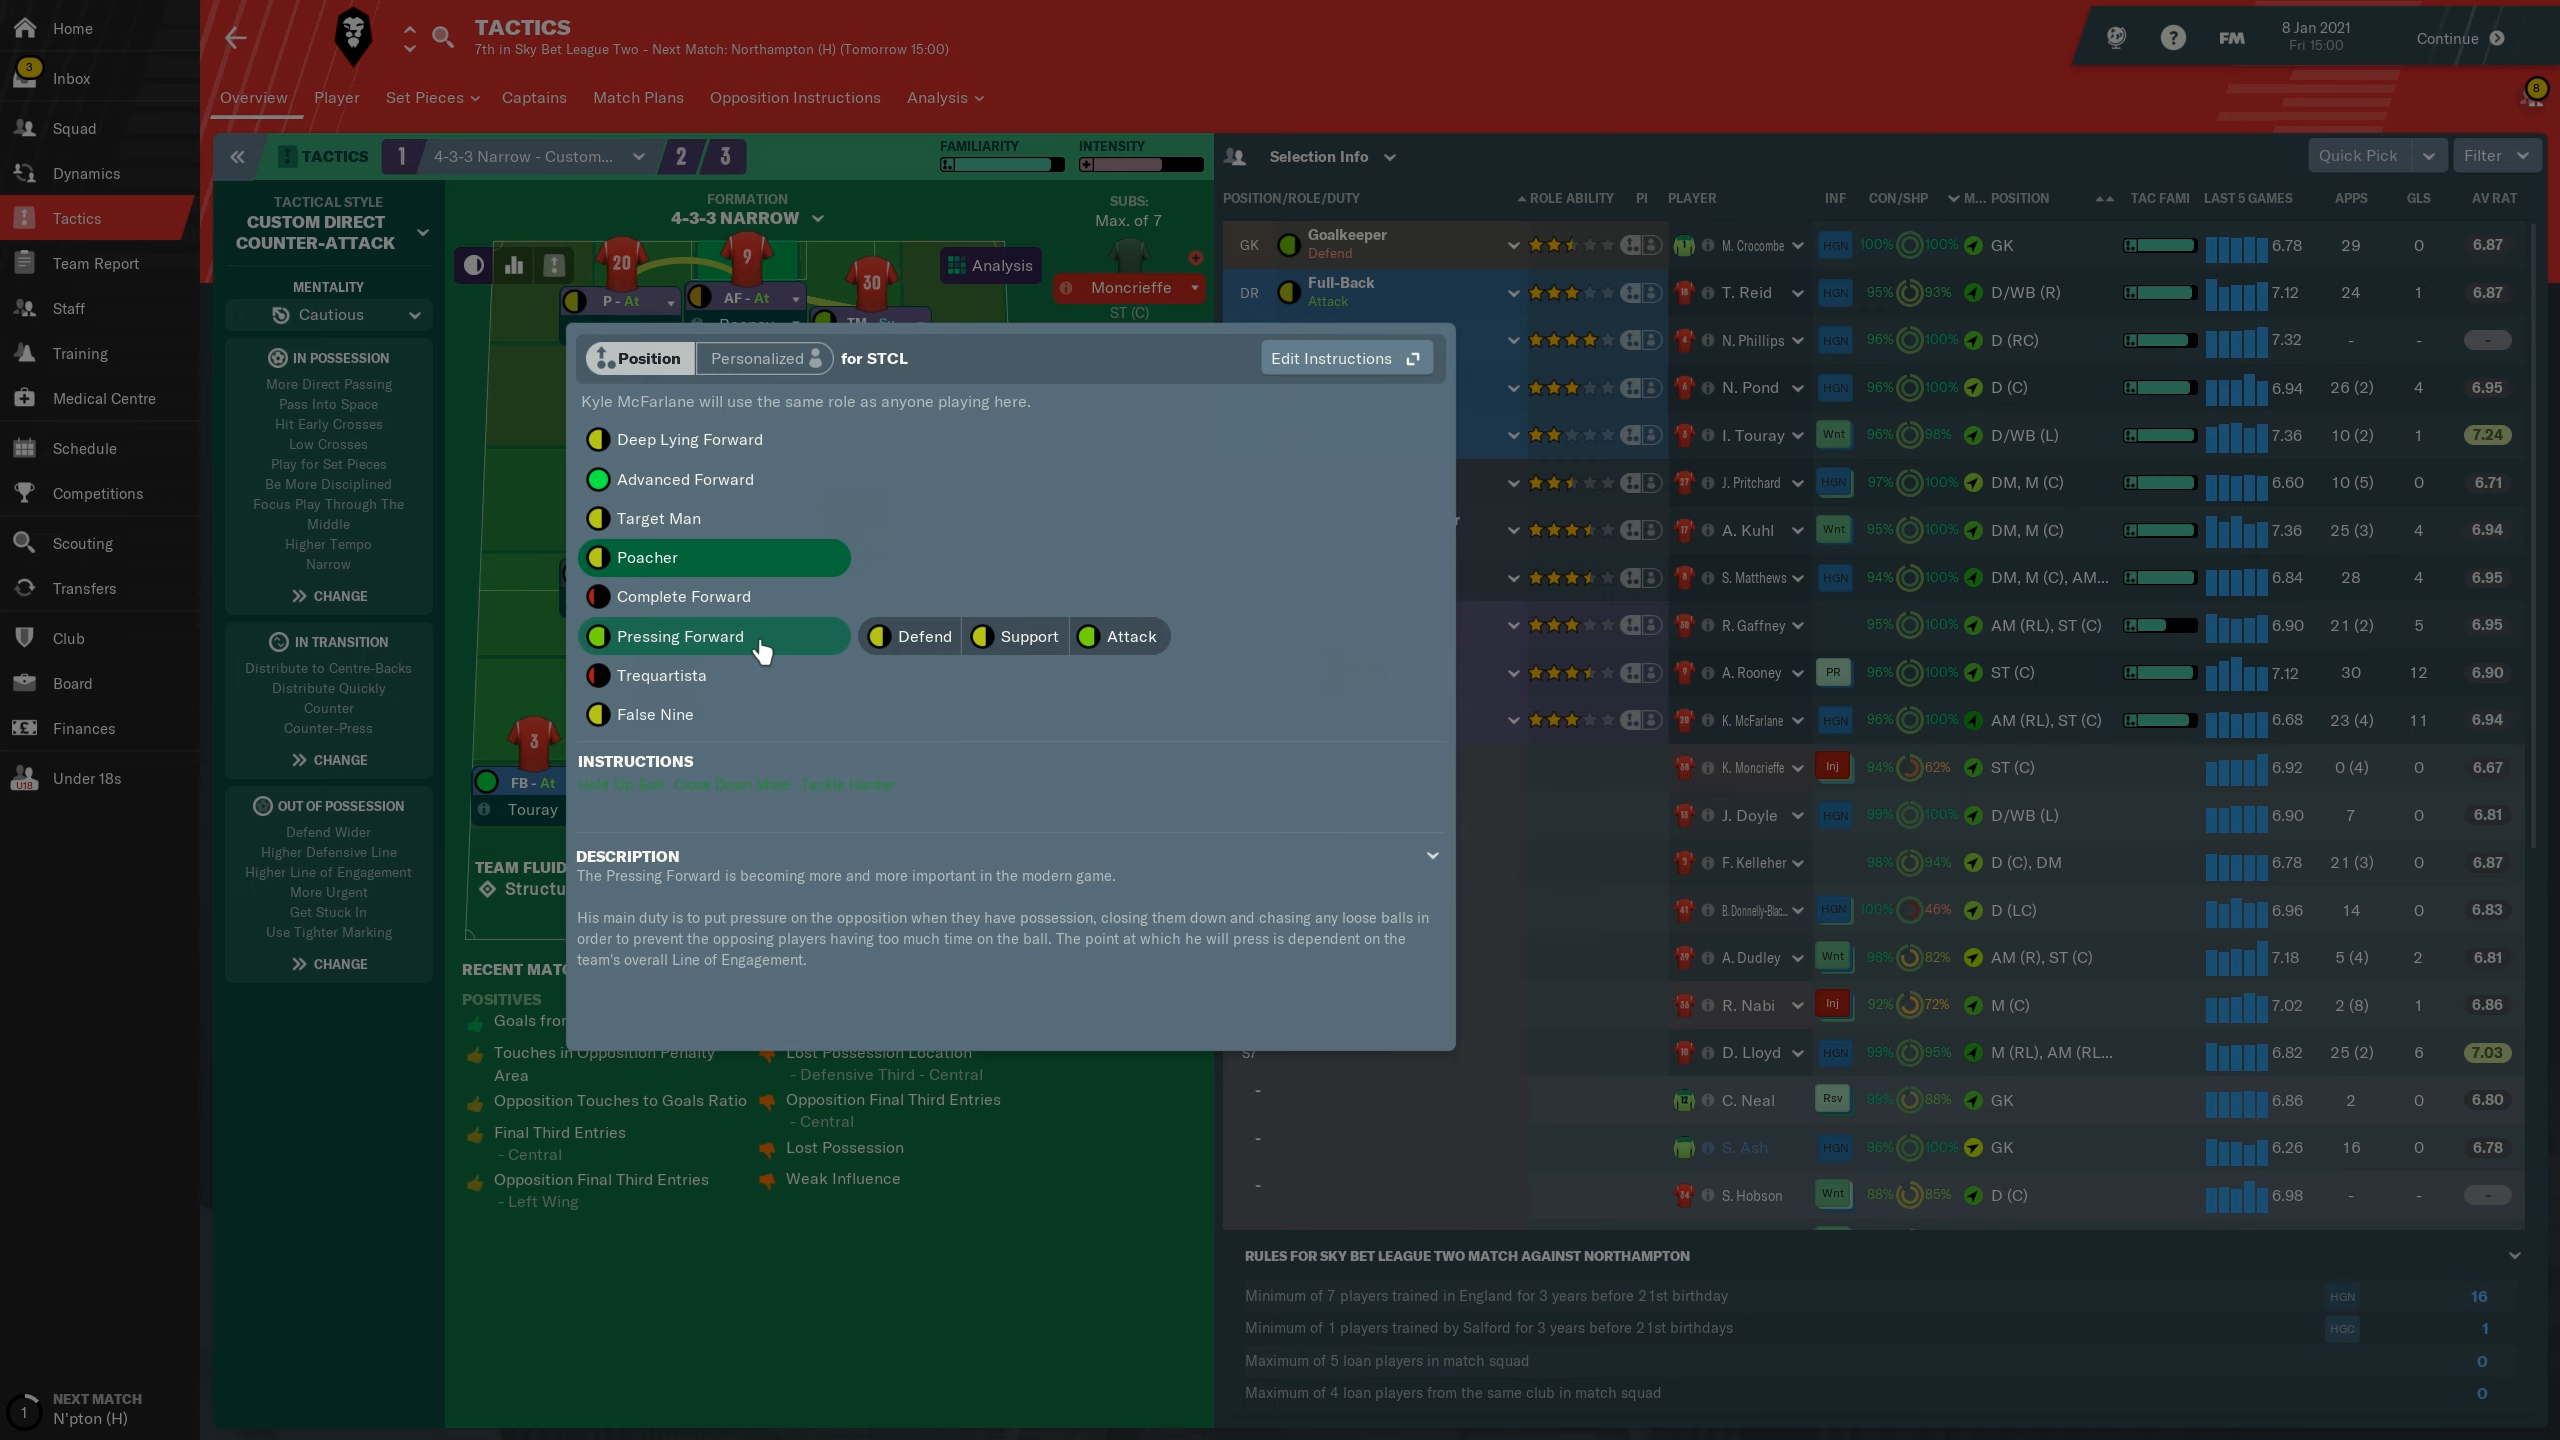 Home
3
Inbox
Squad
Dynamics
Tactics
Team Report
Staff
Training
Medical Centre
Schedule
Competitions
Scouting
Transfers
Club
Board
Finances
U18
Under 18s
1
NEXT MATCH
N'pton (H)
TACTICS
7th in Sky Bet League Two - Next Match: Northampton (H) (Tomorrow 15:00)
?
FM
8 Jan 2021
Fri 15:00
Continue
Overview
Player
Set Pieces
Captains
Match Plans
Opposition Instructions
Analysis
8
TACTICS
1
4-3-3 Narrow - Custom...
2
3
FAMILIARITY
INTENSITY
TACTICAL STYLE
CUSTOM DIRECT
COUNTER-ATTACK
MENTALITY
Cautious
IN POSSESSION
More Direct Passing
Pass Into Space
Hit Early Crosses
Low Crosses
Play for Set Pieces
Be More Disciplined
Focus Play Through The
Middle
Higher Tempo
Narrow
CHANGE
IN TRANSITION
Distribute to Centre-Backs
Distribute Quickly
Counter
Counter-Press
CHANGE
OUT OF POSSESSION
Defend Wider
Higher Defensive Line
Higher Line of Engagement
More Urgent
Get Stuck In
Use Tighter Marking
CHANGE
FORMATION
4-3-3 NARROW
SUBS:
Max. of 7
Analysis
Moncrieffe
ST (C)
20
P - At
9
AF - At
30
3
FB - At
Touray
TEAM FLUID
Structu
RECENT MATC
POSITIVES
Goals fror
Touches in Opposition Penalty
Area
Opposition Touches to Goals Ratio
Final Third Entries
- Central
Opposition Final Third Entries
- Left Wing
Lost Possession Location
- Defensive Third - Central
Opposition Final Third Entries
- Central
Lost Possession
Weak Influence
Position
Personalized
for STCL
Edit Instructions
Kyle McFarlane will use the same role as anyone playing here.
Deep Lying Forward
Advanced Forward
Target Man
Poacher
Complete Forward
Pressing Forward
Defend
Support
Attack
Trequartista
False Nine
INSTRUCTIONS
Hold Up Ball Close Down More Tackle Harder
DESCRIPTION
The Pressing Forward is becoming more and more important in the modern game.
His main duty is to put pressure on the opposition when they have possession, closing them down and chasing any loose balls in
order to prevent the opposing players having too much time on the ball. The point at which he will press is dependent on the
team's overall Line of Engagement.
Selection Info
Quick Pick
Filter
POSITION/ROLE/DUTY ROLE ABILITY PI PLAYER INF CON/SHP M... POSITION TAC FAMI LAST 5 GAMES APPS GLS AV RAT
GK Goalkeeper Defend M. Crocombe HGN 100% 100% GK 6.78 29 0 6.87
DR Full-Back Attack T. Reid HGN 95% 93% D/WB (R) 7.12 24 1 6.87
N. Phillips HGN 96% 100% D (RC) 7.32 - - -
N. Pond HGN 96% 100% D (C) 6.94 26 (2) 4 6.95
I. Touray Wnt 96% 98% D/WB (L) 7.36 10 (2) 1 7.24
J. Pritchard HGN 97% 100% DM, M (C) 6.60 10 (5) 0 6.71
A. Kuhl Wnt 95% 100% DM, M (C) 7.36 25 (3) 4 6.94
S. Matthews HGN 94% 100% DM, M (C), AM... 6.84 28 4 6.95
R. Gaffney 95% 100% AM (RL), ST (C) 6.90 21 (2) 5 6.95
A. Rooney PR 96% 100% ST (C) 7.12 30 12 6.90
K. McFarlane HGN 96% 100% AM (RL), ST (C) 6.68 23 (4) 11 6.94
K. Moncrieffe Inj 94% 62% ST (C) 6.92 0 (4) 0 6.67
J. Doyle HGN 99% 100% D/WB (L) 6.90 7 0 6.81
F. Kelleher 98% 94% D (C), DM 6.78 21 (3) 0 6.87
B. Donnelly-Blac... HGN 100% 46% D (LC) 6.96 14 0 6.83
A. Dudley Wnt 98% 82% AM (R), ST (C) 7.18 5 (4) 2 6.81
R. Nabi Inj 92% 72% M (C) 7.02 2 (8) 1 6.86
S7 D. Lloyd HGN 99% 95% M (RL), AM (RL... 6.82 25 (2) 6 7.03
- C. Neal Rsv 99% 88% GK 6.86 2 0 6.80
- S. Ash HGN 96% 100% GK 6.26 16 0 6.78
- S. Hobson Wnt 88% 85% D (C) 6.98 - - -
RULES FOR SKY BET LEAGUE TWO MATCH AGAINST NORTHAMPTON
Minimum of 7 players trained in England for 3 years before 21st birthday HGN 16
Minimum of 1 players trained by Salford for 3 years before 21st birthdays HGC 1
Maximum of 5 loan players in match squad 0
Maximum of 4 loan players from the same club in match squad 0